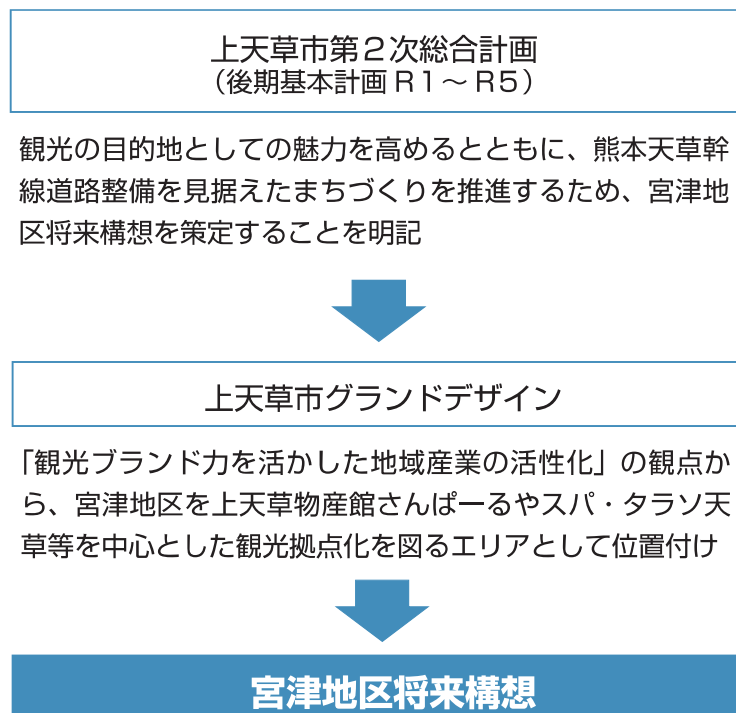 上天草市第２次総合計画
（後期基本計画 R１～ R５）
観光の目的地としての魅力を高めるとともに、熊本天草幹
線道路整備を見据えたまちづくりを推進するため、宮津地
区将来構想を策定することを明記
上天草市グランドデザイン
「観光ブランド力を活かした地域産業の活性化」の観点か
ら、宮津地区を上天草物産館さんぱーるやスパ・タラソ天
草等を中心とした観光拠点化を図るエリアとして位置付け
宮津地区将来構想